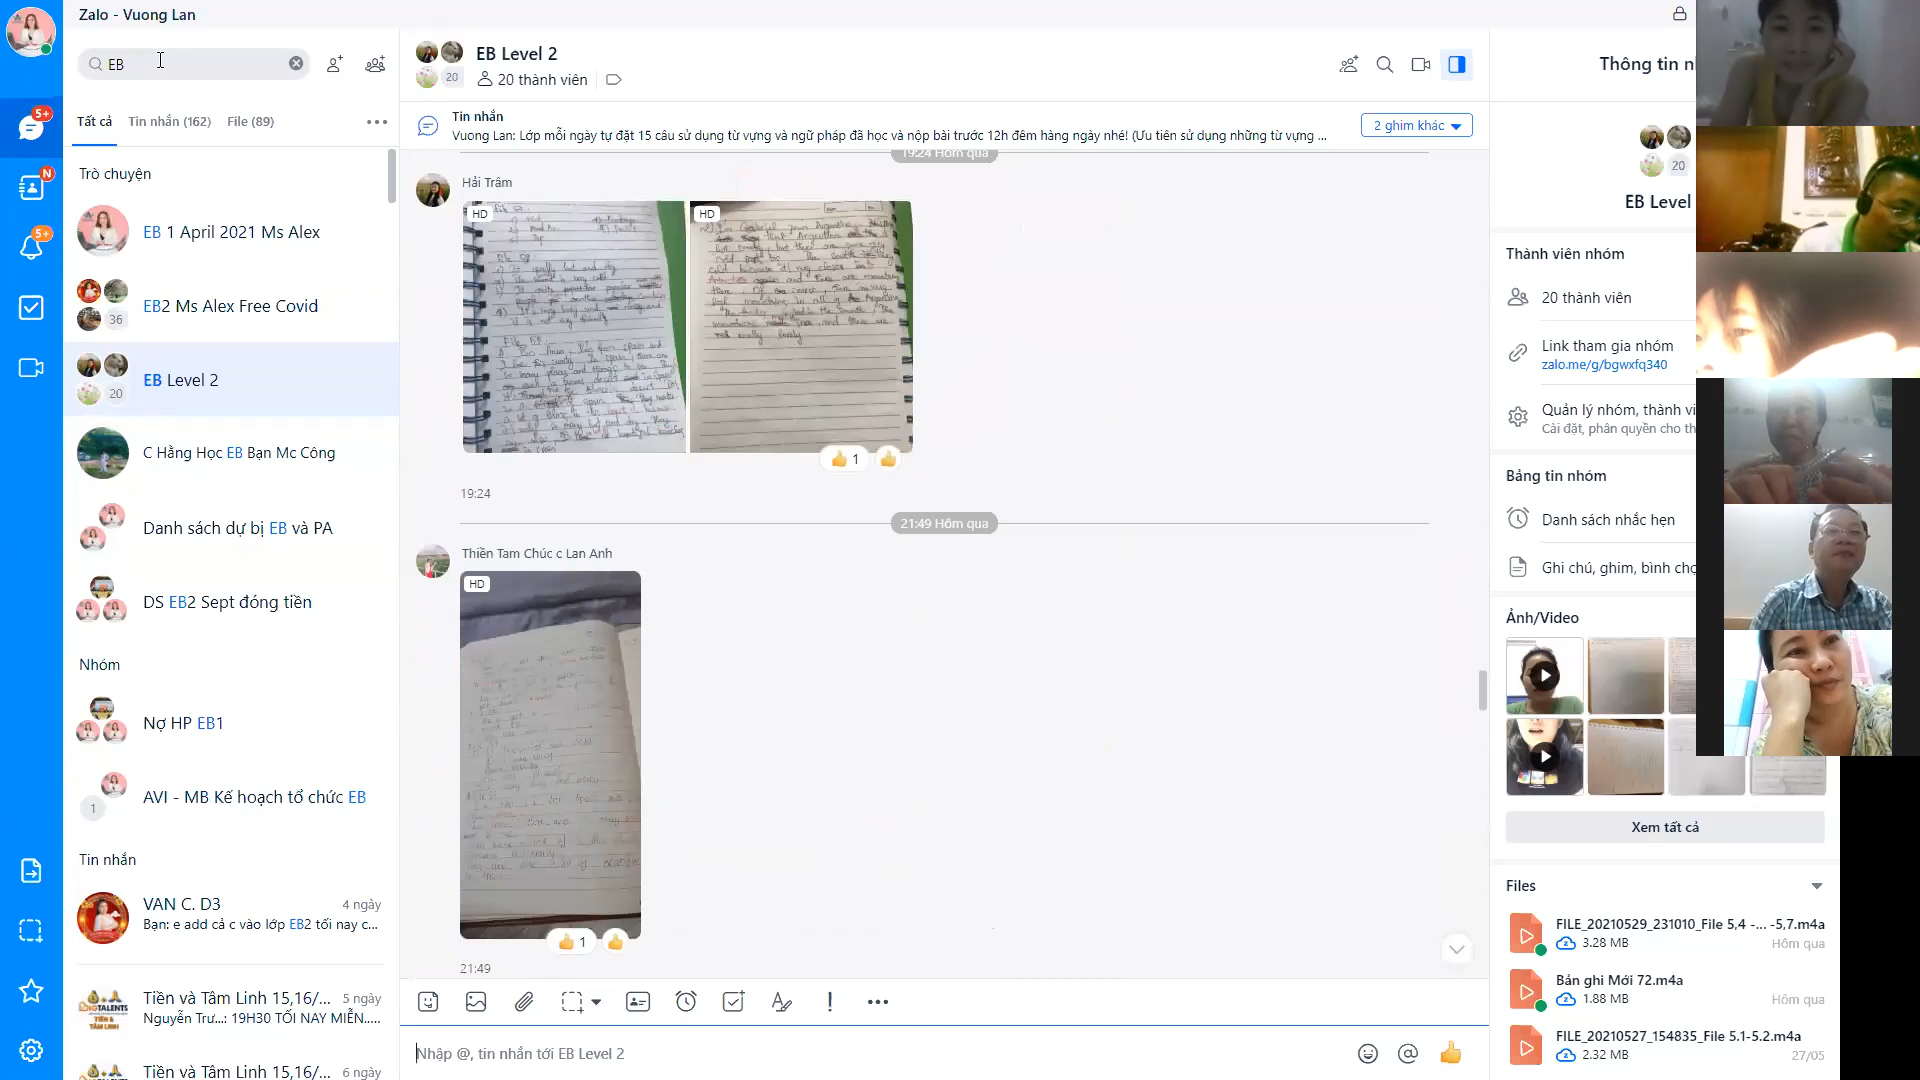 Zalo - Vuong Lan
EB
5+
N
5+
Tất cả
Tin nhắn (162)
File (89)
Trò chuyện
EB 1 April 2021 Ms Alex
36
EB2 Ms Alex Free Covid
20
EB Level 2
C Hằng Học EB Bạn Mc Công
Danh sách dự bị EB và PA
DS EB2 Sept đóng tiền
Nhóm
Nợ HP EB1
1
AVI - MB Kế hoạch tổ chức EB
Tin nhắn
VAN C. D3
4 ngày
Bạn: e add cả c vào lớp EB2 tối nay c...
Tiền và Tâm Linh 15,16/...
5 ngày
Nguyễn Trư...: 19H30 TỐI NAY MIỄN.....
Tiền và Tâm Linh 15,16/...
6 ngày
20
EB Level 2
20 thành viên
Tin nhắn
Vuong Lan: Lớp mỗi ngày tự đặt 15 câu sử dụng từ vựng và ngữ pháp đã học và nộp bài trước 12h đêm hàng ngày nhé! (Ưu tiên sử dụng những từ vựng ...
2 ghim khác
19:24 Hôm qua
Hải Trâm
HD
HD
1
19:24
21:49 Hôm qua
Thiền Tam Chúc c Lan Anh
HD
1
21:49
Nhập @, tin nhắn tới EB Level 2
Thông tin n
20
EB Level
Thành viên nhóm
20 thành viên
Link tham gia nhóm
zalo.me/g/bgwxfq340
Quản lý nhóm, thành vi
Cài đặt, phân quyền cho th
Bảng tin nhóm
Danh sách nhắc hẹn
Ghi chú, ghim, bình chọ
Ảnh/Video
Xem tất cả
Files
FILE_20210529_231010_File 5,4 -... -5,7.m4a
3.28 MB
Hôm qua
Bản ghi Mới 72.m4a
1.88 MB
Hôm qua
FILE_20210527_154835_File 5.1-5.2.m4a
2.32 MB
27/05